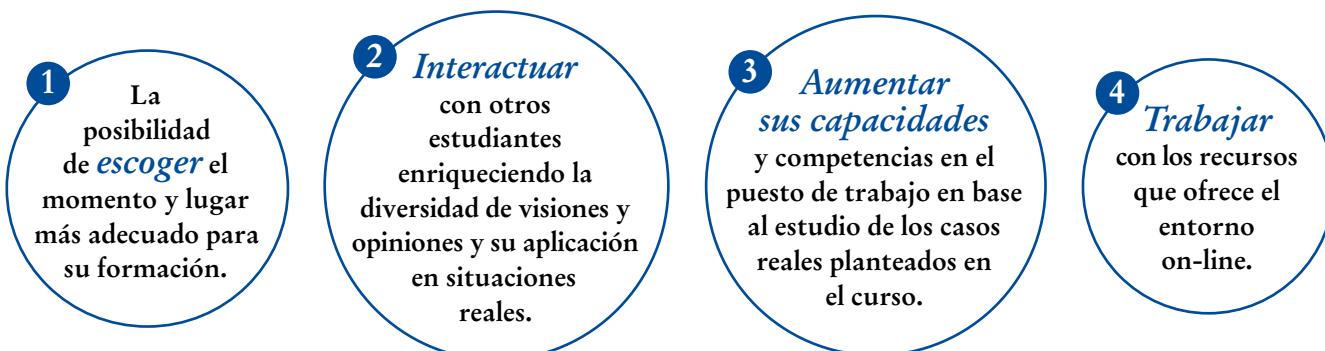 1
La
posibilidad
de escoger el
momento y lugar
más adecuado para
su formación.
2
Interactuar
con otros
estudiantes
enriqueciendo la
diversidad de visiones y
opiniones y su aplicación
en situaciones
reales.
3
Aumentar
sus capacidades
y competencias en el
puesto de trabajo en base
al estudio de los casos
reales planteados en
el curso.
4
Trabajar
con los recursos
que ofrece el
entorno
on-line.